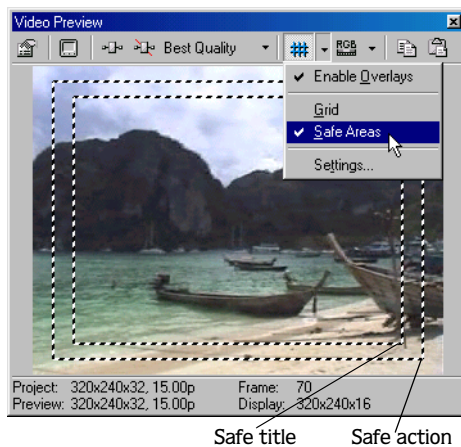 Video Preview
Best Quality
RGB
Enable Overlays
Grid
Safe Areas
Settings...
Project: 320x240x32, 15.00p Frame: 70
Preview: 320x240x32, 15.00p Display: 320x240x16
Safe title Safe action